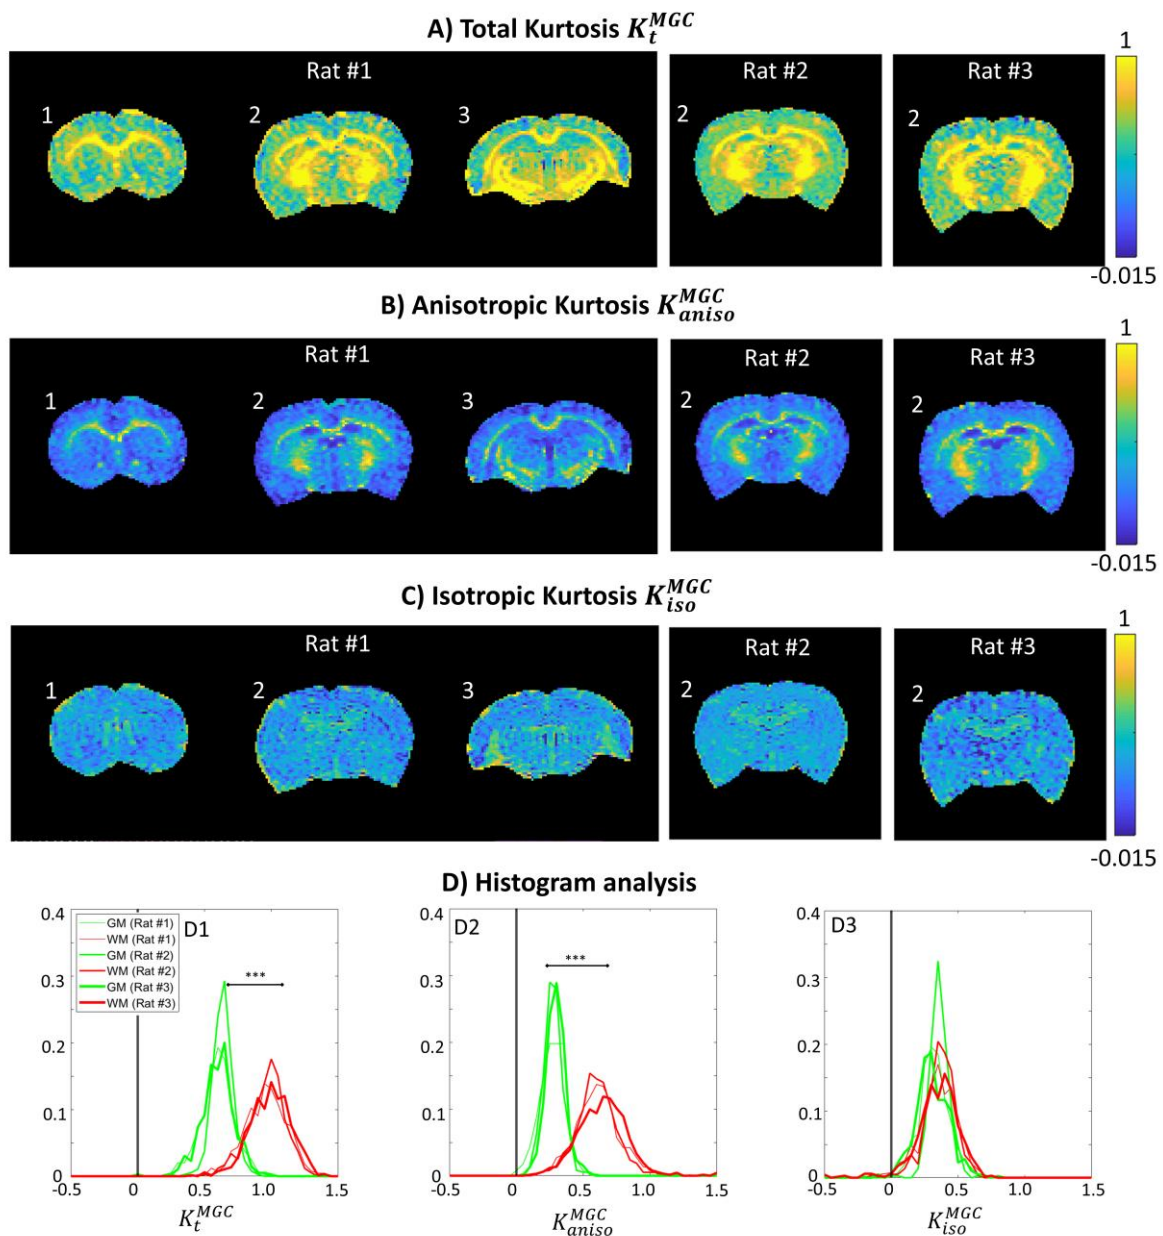 A) Total Kurtosis K_t^MGC
Rat #1
Rat #2
Rat #3
1
2
3
2
2
1
-0.015
B) Anisotropic Kurtosis K_aniso^MGC
Rat #1
Rat #2
Rat #3
1
2
3
2
2
1
-0.015
C) Isotropic Kurtosis K_iso^MGC
Rat #1
Rat #2
Rat #3
1
2
3
2
2
1
-0.015
D) Histogram analysis
D1
GM (Rat #1)
WM (Rat #1)
GM (Rat #2)
WM (Rat #2)
GM (Rat #3)
WM (Rat #3)
***
0.4
0.3
0.2
0.1
0
-0.5 0 0.5 1.0 1.5
K_t^MGC
D2
***
0.4
0.3
0.2
0.1
0
-0.5 0 0.5 1.0 1.5
K_aniso^MGC
D3
0.4
0.3
0.2
0.1
0
-0.5 0 0.5 1.0 1.5
K_iso^MGC